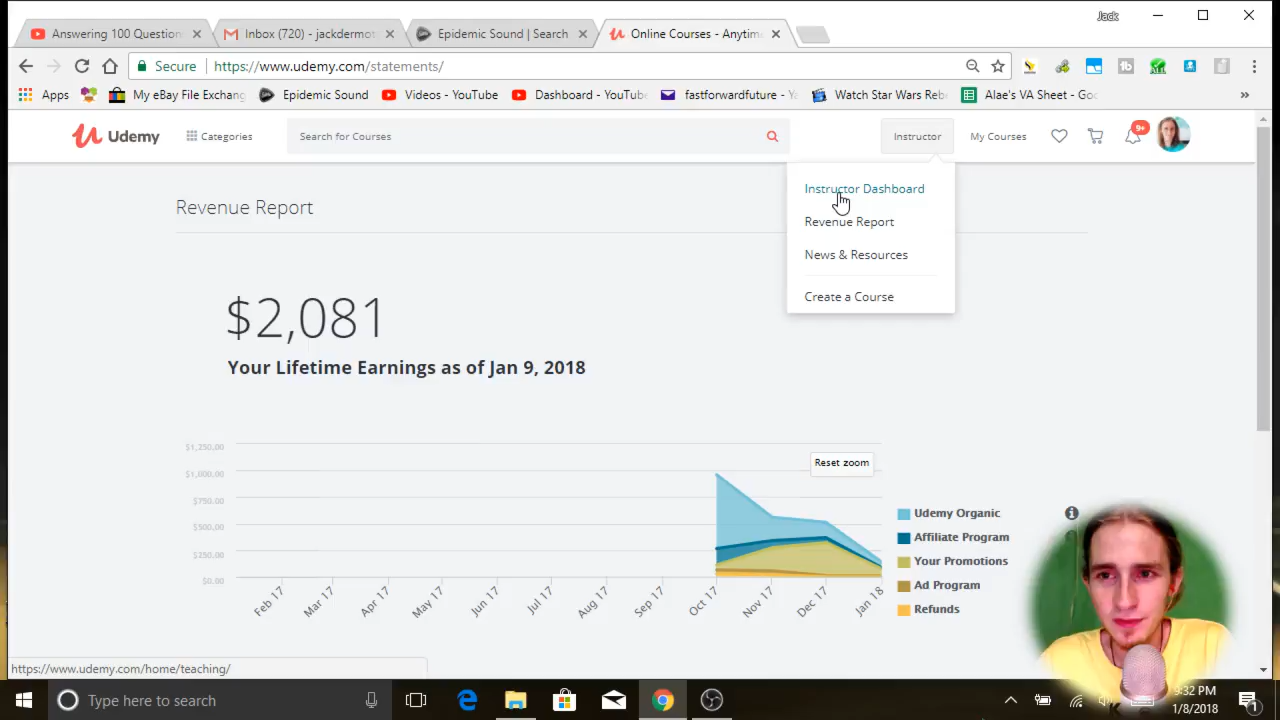 Jack
Answering 100 Question
Inbox (720) - jackdermot
Epidemic Sound | Search
Online Courses - Anytim
Secure
https://www.udemy.com/statements/
Apps
My eBay File Exchang
Epidemic Sound
Videos - YouTube
Dashboard - YouTube
fastforwardfuture - Y
Watch Star Wars Reb
Alae's VA Sheet - Goo
»
Udemy
Categories
Search for Courses
Instructor
My Courses
9+
Instructor Dashboard
Revenue Report
News & Resources
Create a Course
Revenue Report
$2,081
Your Lifetime Earnings as of Jan 9, 2018
$1,250.00
$1,000.00
$750.00
$500.00
$250.00
$0.00
Reset zoom
Feb 17
Mar 17
Apr 17
May 17
Jun 17
Jul 17
Aug 17
Sep 17
Oct 17
Nov 17
Dec 17
Jan 18
Udemy Organic
Affiliate Program
Your Promotions
Ad Program
Refunds
https://www.udemy.com/home/teaching/
Type here to search
9:32 PM
1/8/2018
1